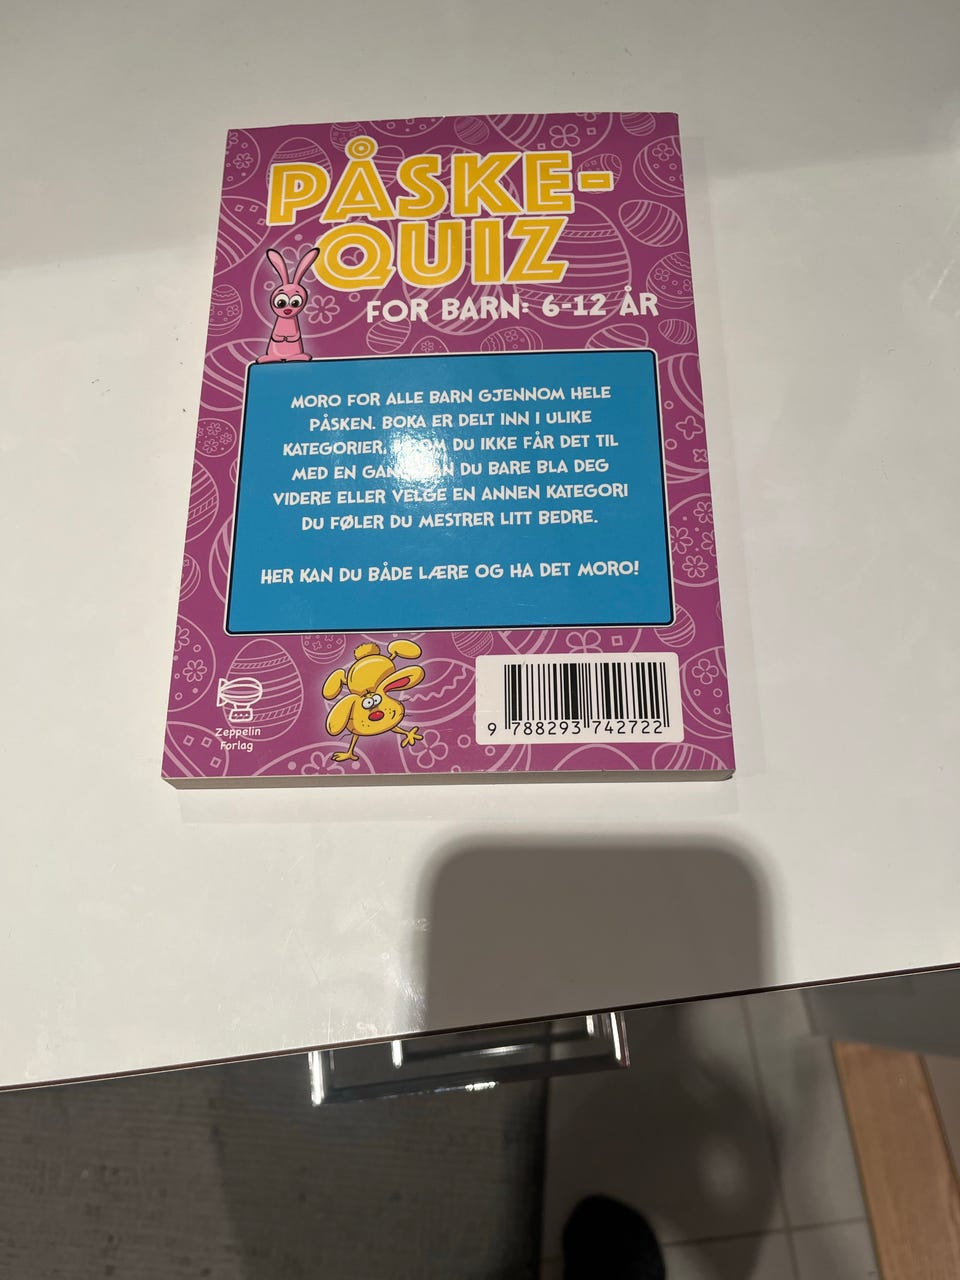 PÅSKE-
QUIZ
FOR BARN: 6-12 ÅR
MORO FOR ALLE BARN GJENNOM HELE
PÅSKEN. BOKA ER DELT INN I ULIKE
KATEGORIER, OM DU IKKE FÅR DET TIL
MED EN GANG DU BARE BLA DEG
VIDERE ELLER VELGE EN ANNEN KATEGORI
DU FØLER DU MESTRER LITT BEDRE.
HER KAN DU BÅDE LÆRE OG HA DET MORO!
Zeppelin
Forlag
9 788293 742722